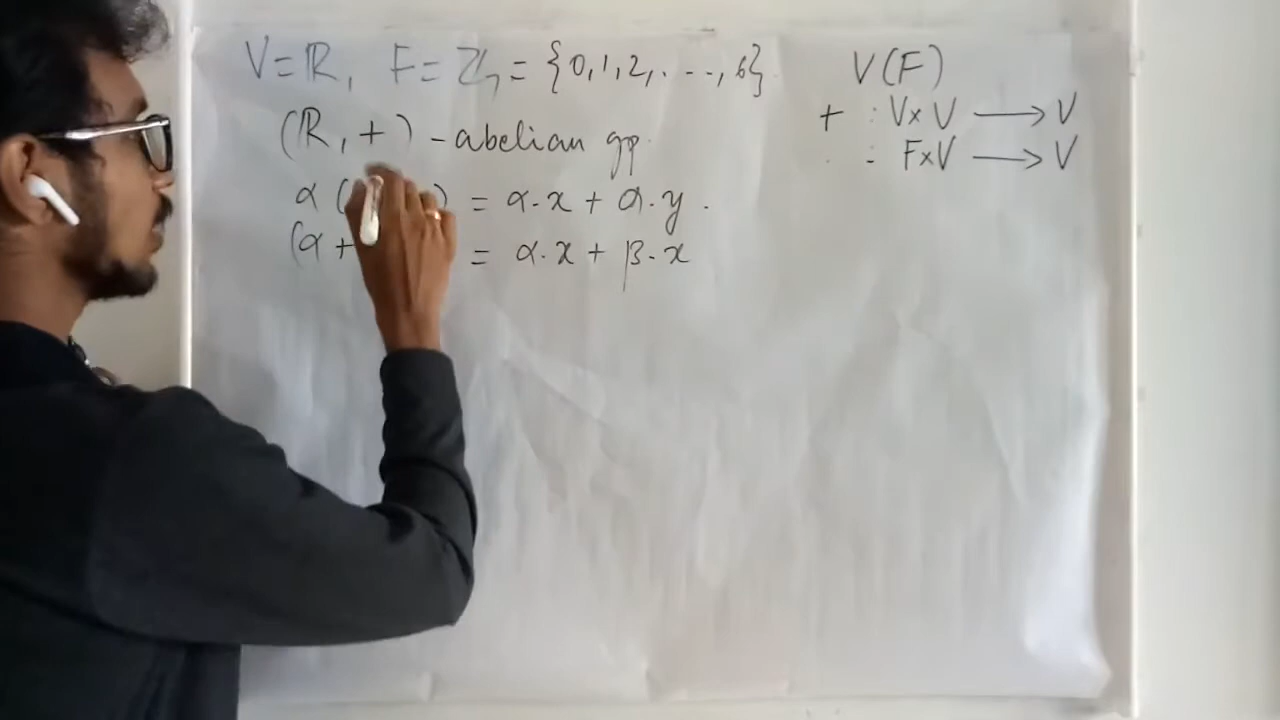 V = ℝ, F = ℤ₇ = {0, 1, 2, . - - , 6}.
(ℝ, +) - abelian gp.
α ( ) = α.x + α.y .
(α + = α.x + β.x
V(F)
+ : V×V ⟶ V
. : F×V ⟶ V